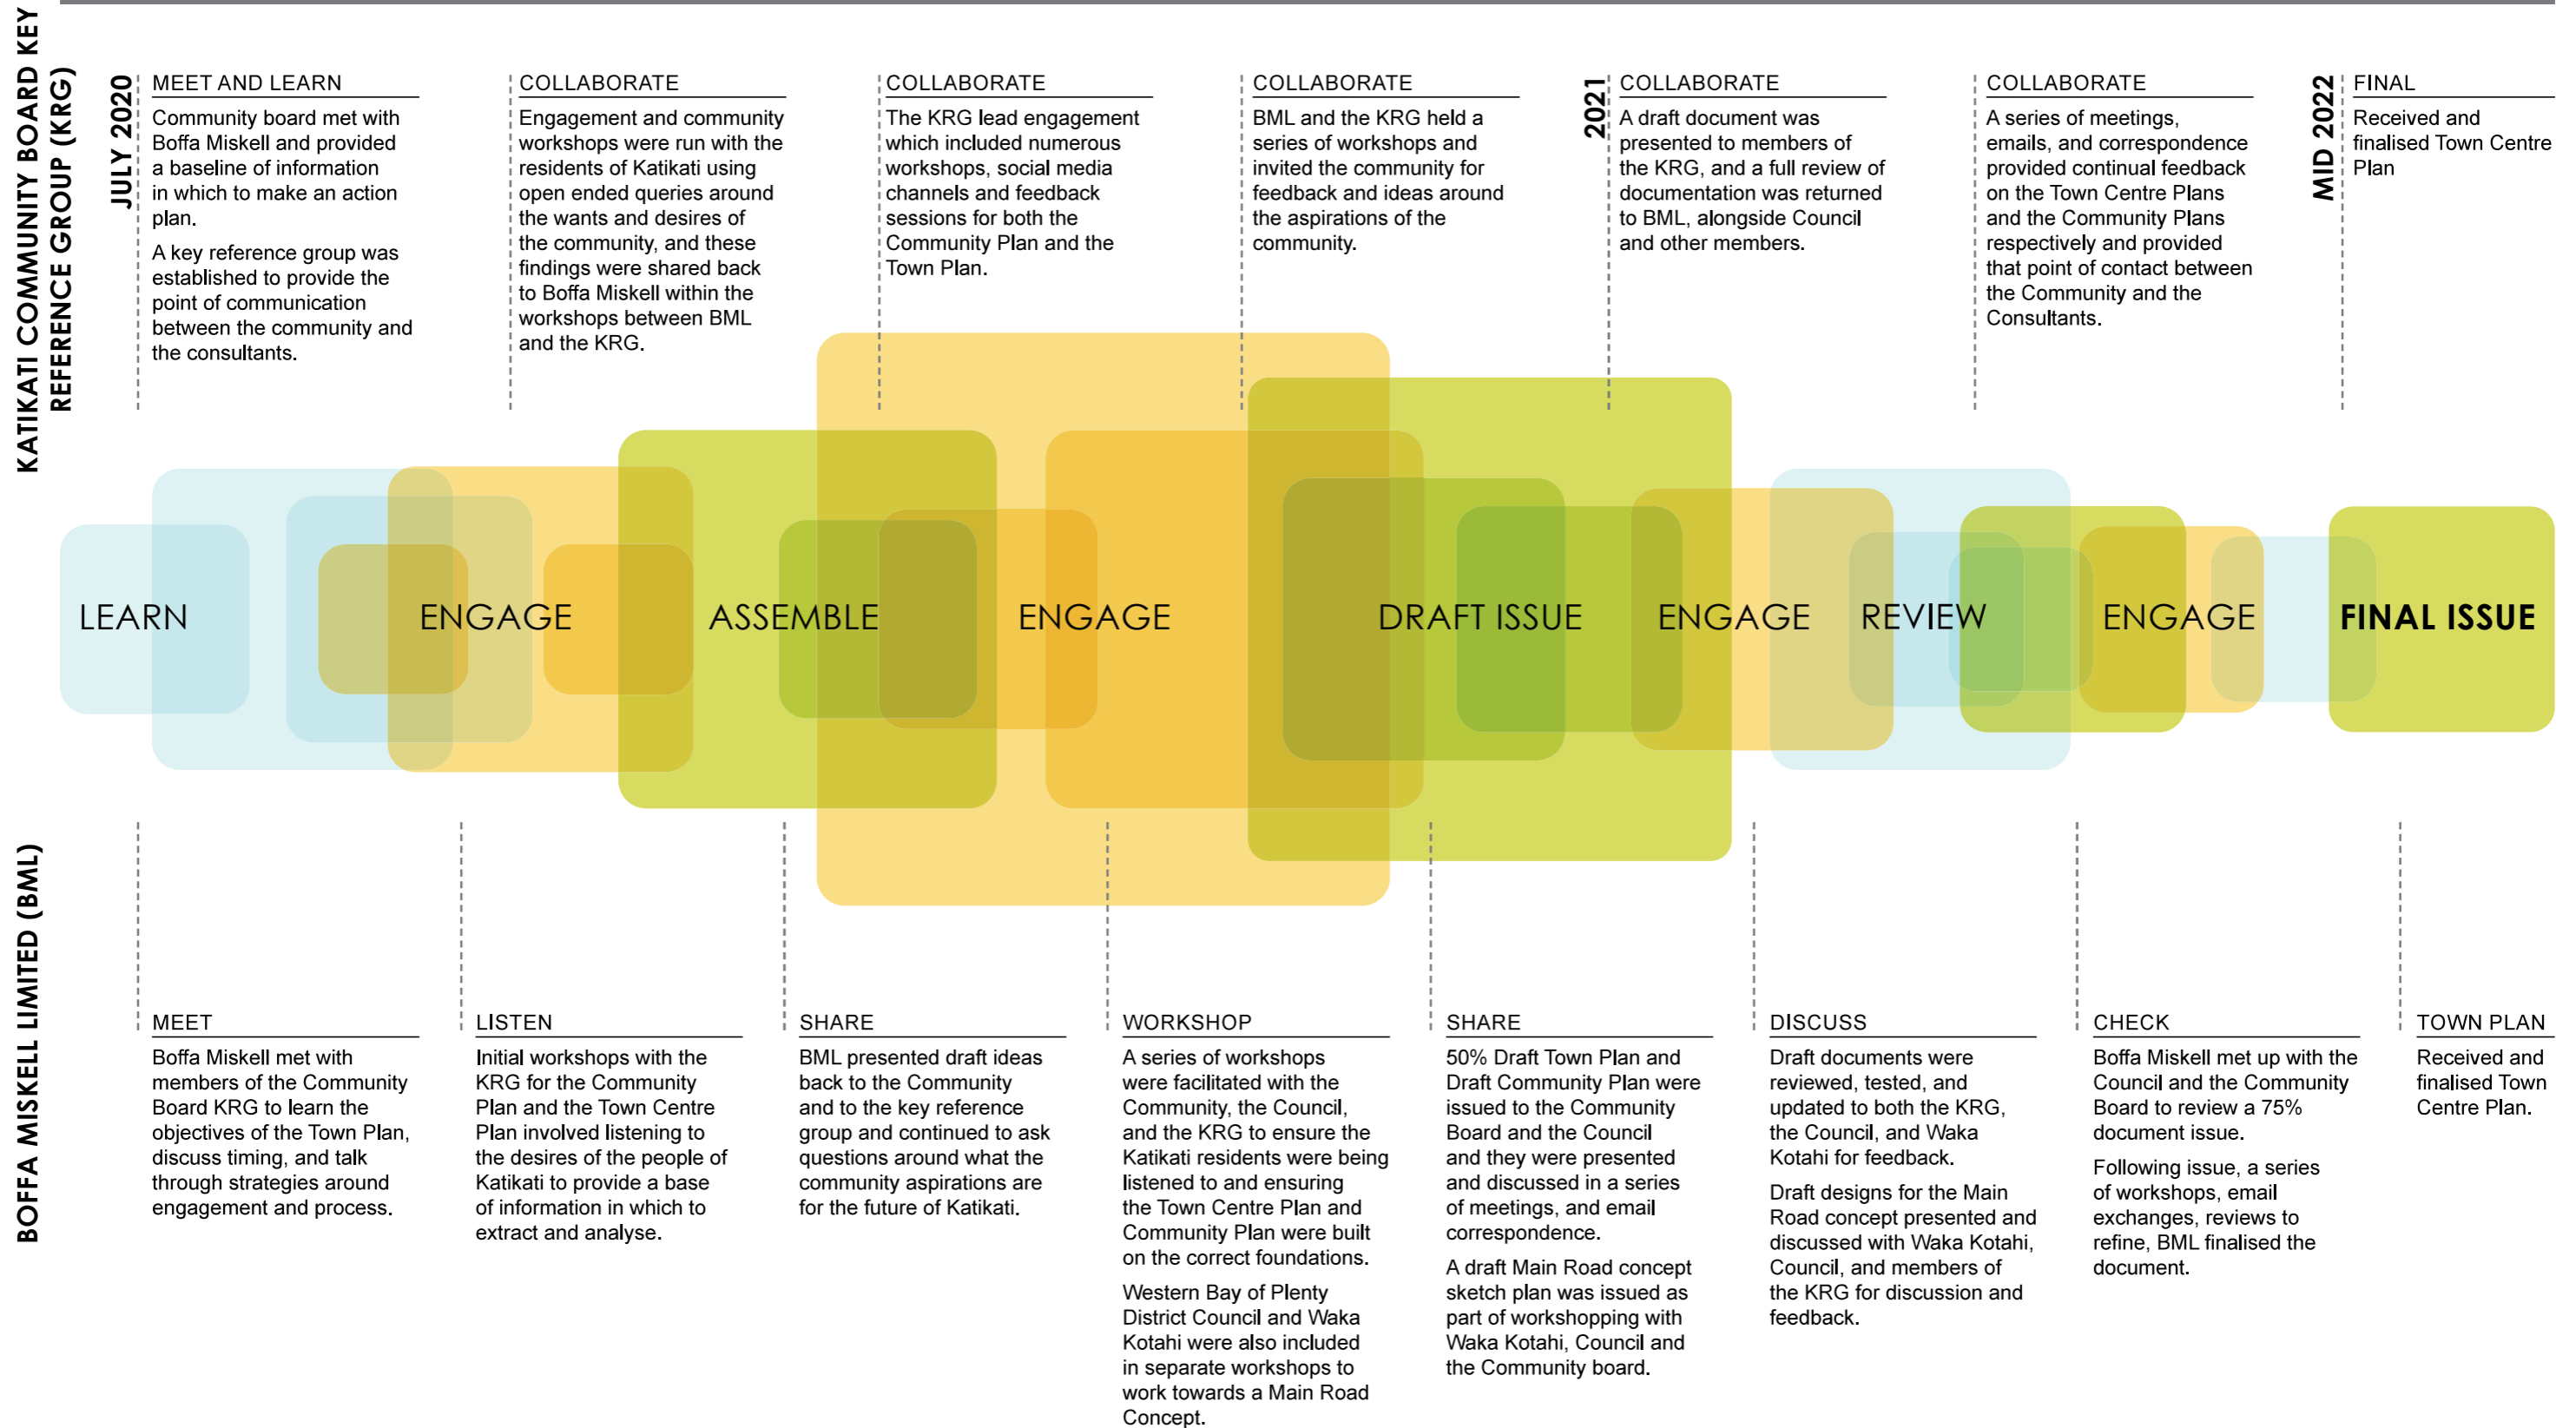 KATIKATI COMMUNITY BOARD KEY
REFERENCE GROUP (KRG)
JULY 2020
MEET AND LEARN
Community board met with
Boffa Miskell and provided
a baseline of information
in which to make an action
plan.
A key reference group was
established to provide the
point of communication
between the community and
the consultants.
COLLABORATE
Engagement and community
workshops were run with the
residents of Katikati using
open ended queries around
the wants and desires of
the community, and these
findings were shared back
to Boffa Miskell within the
workshops between BML
and the KRG.
COLLABORATE
The KRG lead engagement
which included numerous
workshops, social media
channels and feedback
sessions for both the
Community Plan and the
Town Plan.
COLLABORATE
BML and the KRG held a
series of workshops and
invited the community for
feedback and ideas around
the aspirations of the
community.
2021
COLLABORATE
A draft document was
presented to members of
the KRG, and a full review of
documentation was returned
to BML, alongside Council
and other members.
COLLABORATE
A series of meetings,
emails, and correspondence
provided continual feedback
on the Town Centre Plans
and the Community Plans
respectively and provided
that point of contact between
the Community and the
Consultants.
MID 2022
FINAL
Received and
finalised Town Centre
Plan
LEARN
ENGAGE
ASSEMBLE
ENGAGE
DRAFT ISSUE
ENGAGE
REVIEW
ENGAGE
FINAL ISSUE
BOFFA MISKELL LIMITED (BML)
MEET
Boffa Miskell met with
members of the Community
Board KRG to learn the
objectives of the Town Plan,
discuss timing, and talk
through strategies around
engagement and process.
LISTEN
Initial workshops with the
KRG for the Community
Plan and the Town Centre
Plan involved listening to
the desires of the people of
Katikati to provide a base
of information in which to
extract and analyse.
SHARE
BML presented draft ideas
back to the Community
and to the key reference
group and continued to ask
questions around what the
community aspirations are
for the future of Katikati.
WORKSHOP
A series of workshops
were facilitated with the
Community, the Council,
and the KRG to ensure the
Katikati residents were being
listened to and ensuring
the Town Centre Plan and
Community Plan were built
on the correct foundations.
Western Bay of Plenty
District Council and Waka
Kotahi were also included
in separate workshops to
work towards a Main Road
Concept.
SHARE
50% Draft Town Plan and
Draft Community Plan were
issued to the Community
Board and the Council
and they were presented
and discussed in a series
of meetings, and email
correspondence.
A draft Main Road concept
sketch plan was issued as
part of workshopping with
Waka Kotahi, Council and
the Community board.
DISCUSS
Draft documents were
reviewed, tested, and
updated to both the KRG,
the Council, and Waka
Kotahi for feedback.
Draft designs for the Main
Road concept presented and
discussed with Waka Kotahi,
Council, and members of
the KRG for discussion and
feedback.
CHECK
Boffa Miskell met up with the
Council and the Community
Board to review a 75%
document issue.
Following issue, a series
of workshops, email
exchanges, reviews to
refine, BML finalised the
document.
TOWN PLAN
Received and
finalised Town
Centre Plan.